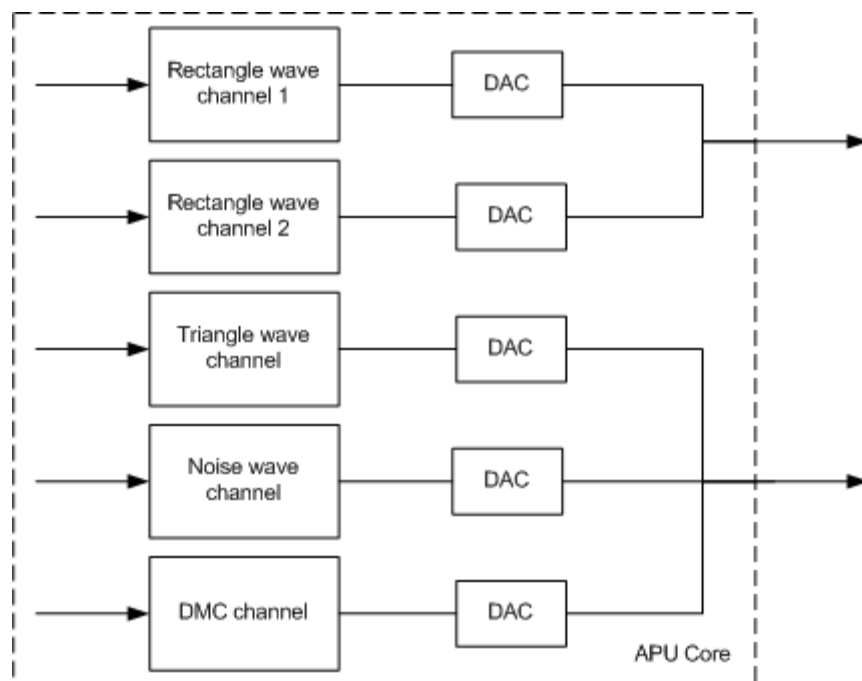 Rectangle wave
channel 1
DAC
Rectangle wave
channel 2
DAC
Triangle wave
channel
DAC
Noise wave
channel
DAC
DMC channel
DAC
APU Core